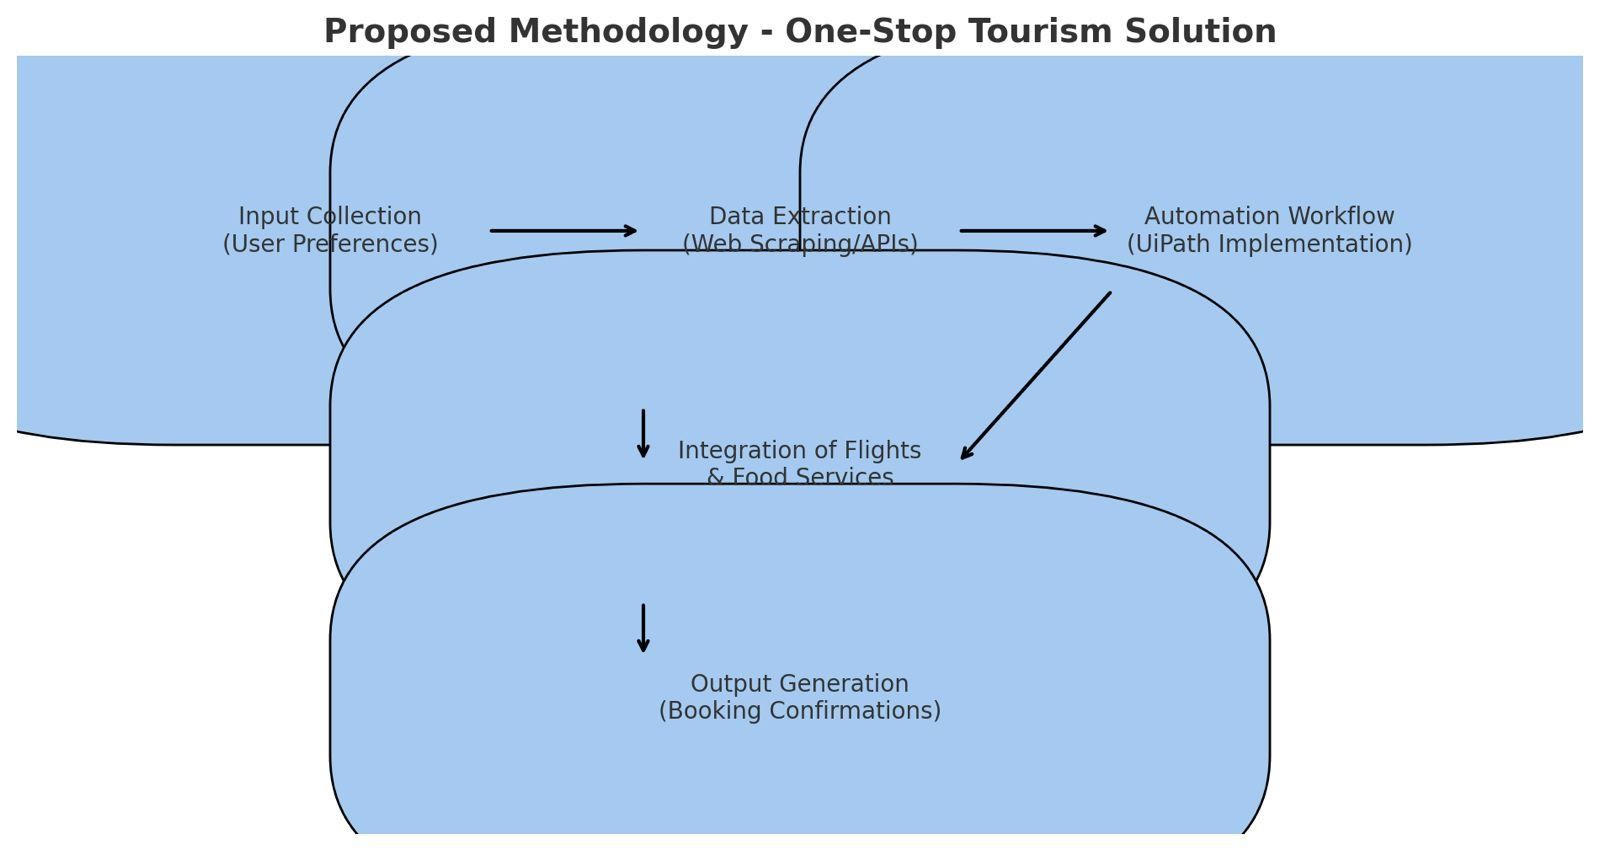 Proposed Methodology - One-Stop Tourism Solution
Input Collection
(User Preferences)
Data Extraction
(Web Scraping/APIs)
Automation Workflow
(UiPath Implementation)
Integration of Flights
& Food Services
Output Generation
(Booking Confirmations)